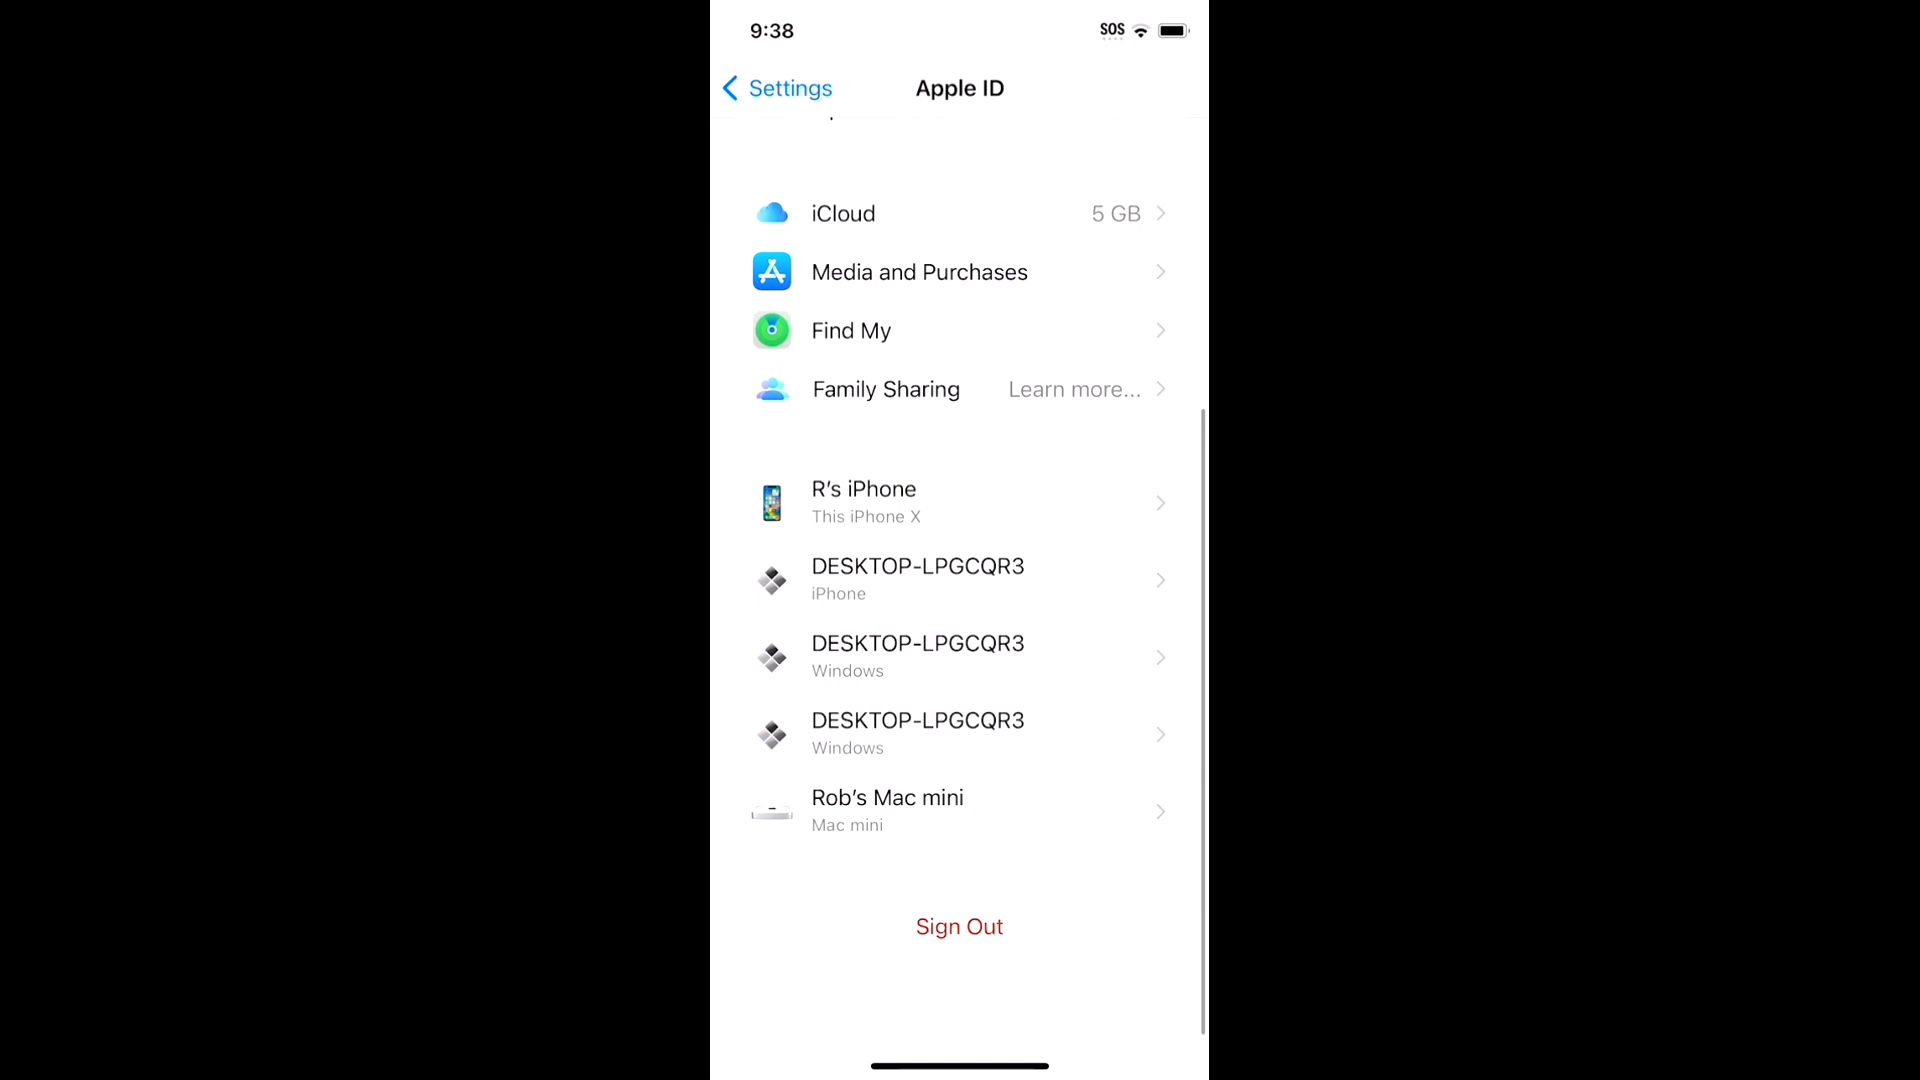 9:38
SOS
Settings
Apple ID
iCloud 5 GB
Media and Purchases
Find My
Family Sharing Learn more...
R’s iPhone
This iPhone X
DESKTOP-LPGCQR3
iPhone
DESKTOP-LPGCQR3
Windows
DESKTOP-LPGCQR3
Windows
Rob’s Mac mini
Mac mini
Sign Out